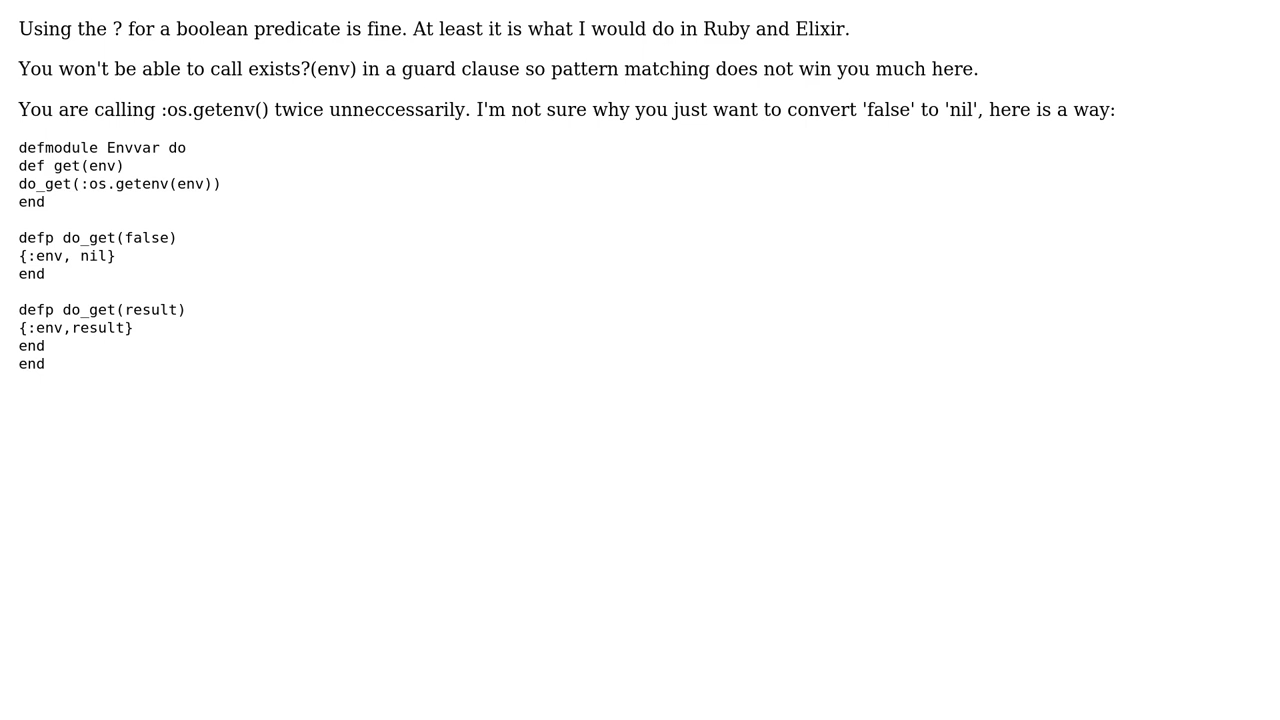 Using the ? for a boolean predicate is fine. At least it is what I would do in Ruby and Elixir.
You won't be able to call exists?(env) in a guard clause so pattern matching does not win you much here.
You are calling :os.getenv() twice unneccessarily. I'm not sure why you just want to convert 'false' to 'nil', here is a way:
defmodule Envvar do
def get(env)
do_get(:os.getenv(env))
end
defp do_get(false)
{:env, nil}
end
defp do_get(result)
{:env,result}
end
end